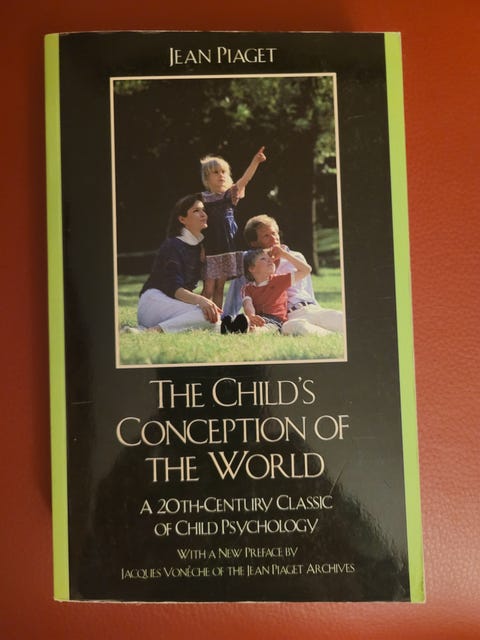 JEAN PIAGET
THE CHILD'S
CONCEPTION OF
THE WORLD
A 20TH-CENTURY CLASSIC
OF CHILD PSYCHOLOGY
WITH A NEW PREFACE BY
JACQUES VONÈCHE OF THE JEAN PIAGET ARCHIVES